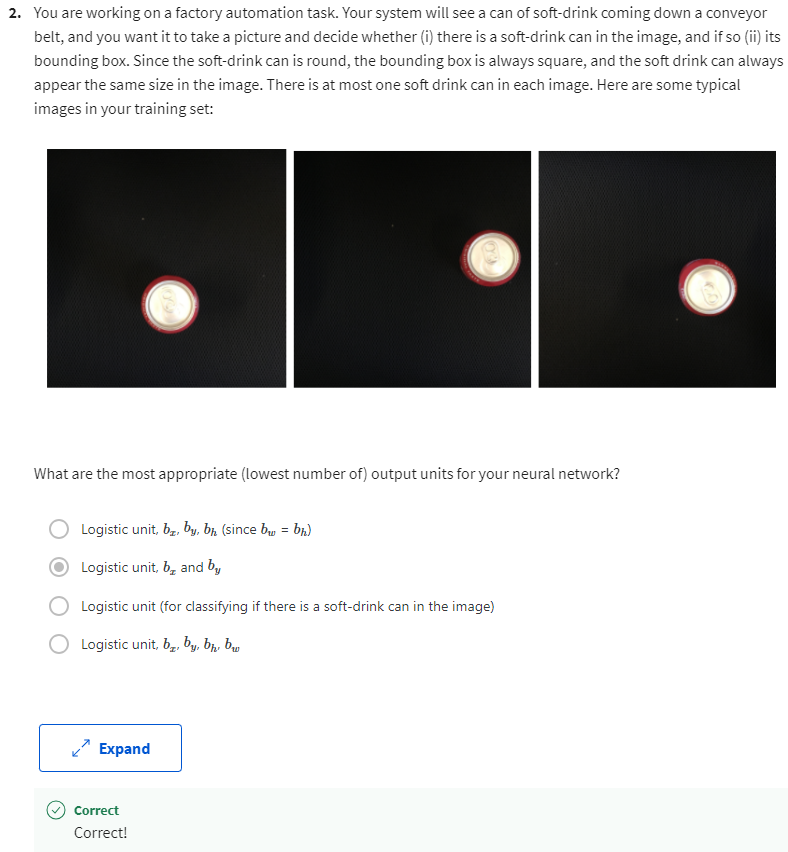 2. You are working on a factory automation task. Your system will see a can of soft-drink coming down a conveyor
belt, and you want it to take a picture and decide whether (i) there is a soft-drink can in the image, and if so (ii) its
bounding box. Since the soft-drink can is round, the bounding box is always square, and the soft drink can always
appear the same size in the image. There is at most one soft drink can in each image. Here are some typical
images in your training set:
What are the most appropriate (lowest number of) output units for your neural network?
Logistic unit, bₓ, b_y, bₕ (since b_w = bₕ)
Logistic unit, bₓ and b_y
Logistic unit (for classifying if there is a soft-drink can in the image)
Logistic unit, bₓ, b_y, bₕ, b_w
Expand
Correct
Correct!